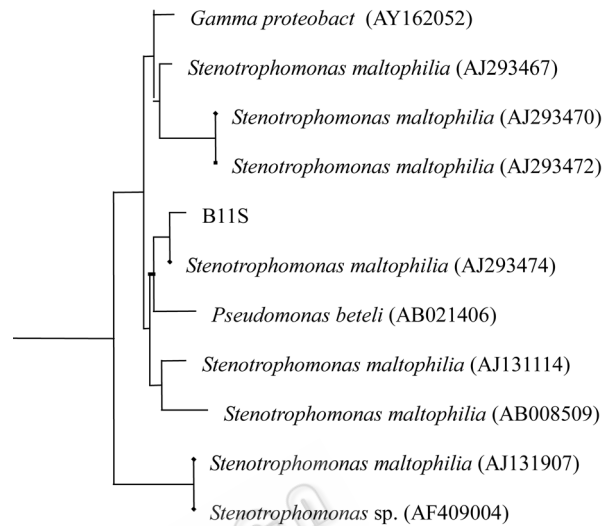 Gamma proteobact (AY162052)
Stenotrophomonas maltophilia (AJ293467)
Stenotrophomonas maltophilia (AJ293470)
Stenotrophomonas maltophilia (AJ293472)
B11S
Stenotrophomonas maltophilia (AJ293474)
Pseudomonas beteli (AB021406)
Stenotrophomonas maltophilia (AJ131114)
Stenotrophomonas maltophilia (AB008509)
Stenotrophomonas maltophilia (AJ131907)
Stenotrophomonas sp. (AF409004)